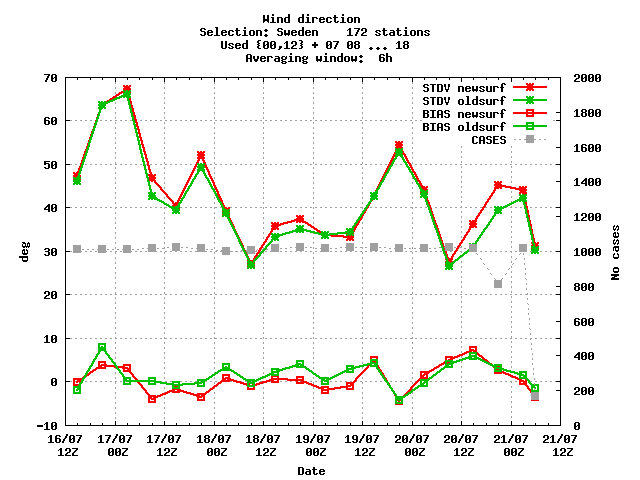 Wind direction
Selection: Sweden    172 stations
Used {00,12} + 07 08 ... 18
Averaging window:  6h
STDV newsurf
STDV oldsurf
BIAS newsurf
BIAS oldsurf
CASES
70
60
50
40
30
20
10
0
-10
deg
2000
1800
1600
1400
1200
1000
800
600
400
200
0
No cases
16/07 17/07 17/07 18/07 18/07 19/07 19/07 20/07 20/07 21/07 21/07
12Z 00Z 12Z 00Z 12Z 00Z 12Z 00Z 12Z 00Z 12Z
Date